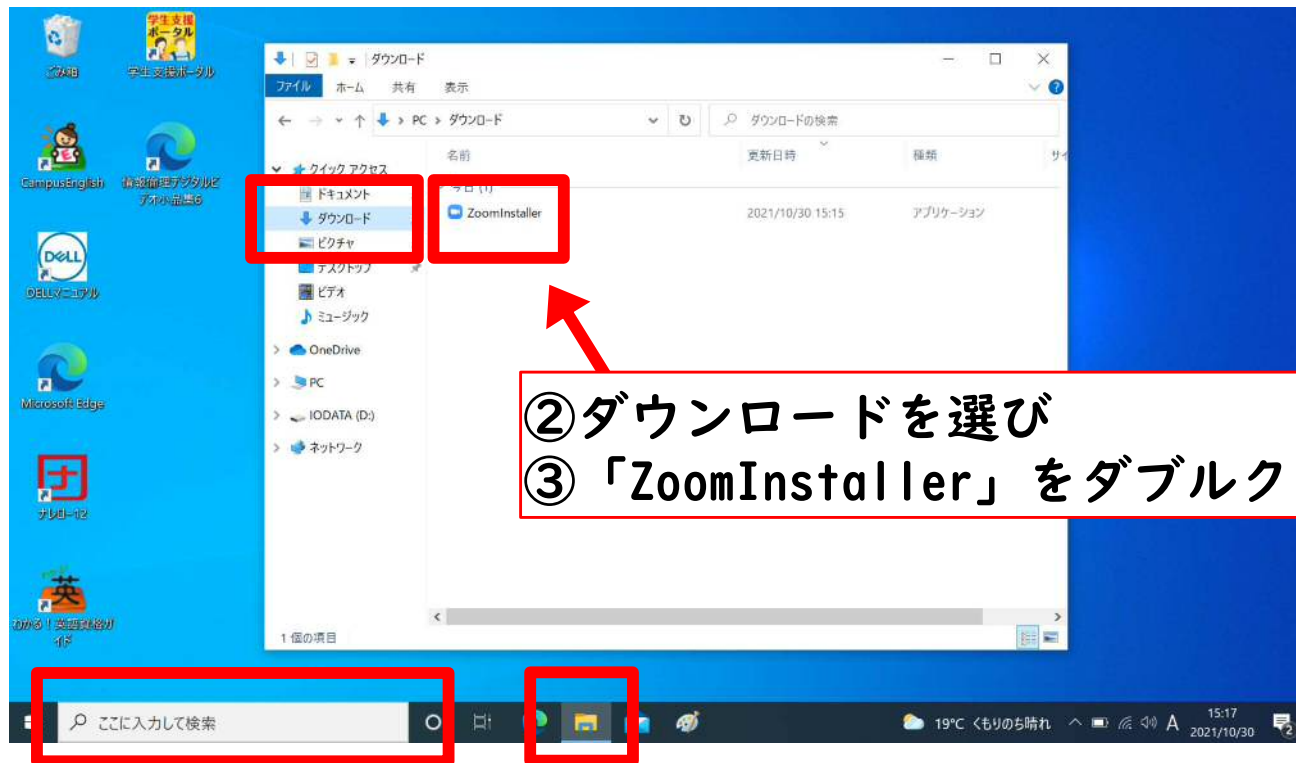 学生支援
ポータル
ごみ箱
学生支援ポータル
CampusEnglish
情報倫理デジタルビ
デオ小品集6
DELL
DELLマニュアル
Microsoft Edge
ナ
ナレロー12
英
わかる！英語
ダウンロード
ファイル ホーム 共有 表示
PC > ダウンロード
ダウンロードの検索
名前 更新日時 種類 サイ
クイック アクセス
ドキュメント
ダウンロード
ピクチャ
デスクトップ
ビデオ
ミュージック
OneDrive
PC
IODATA (D:)
ネットワーク
今日 (1)
ZoomInstaller 2021/10/30 15:15 アプリケーション
②ダウンロードを選び
③「ZoomInstaller」をダブルク
1 個の項目
ここに入力して検索
19°C くもりのち晴れ A 15:17
2021/10/30
2